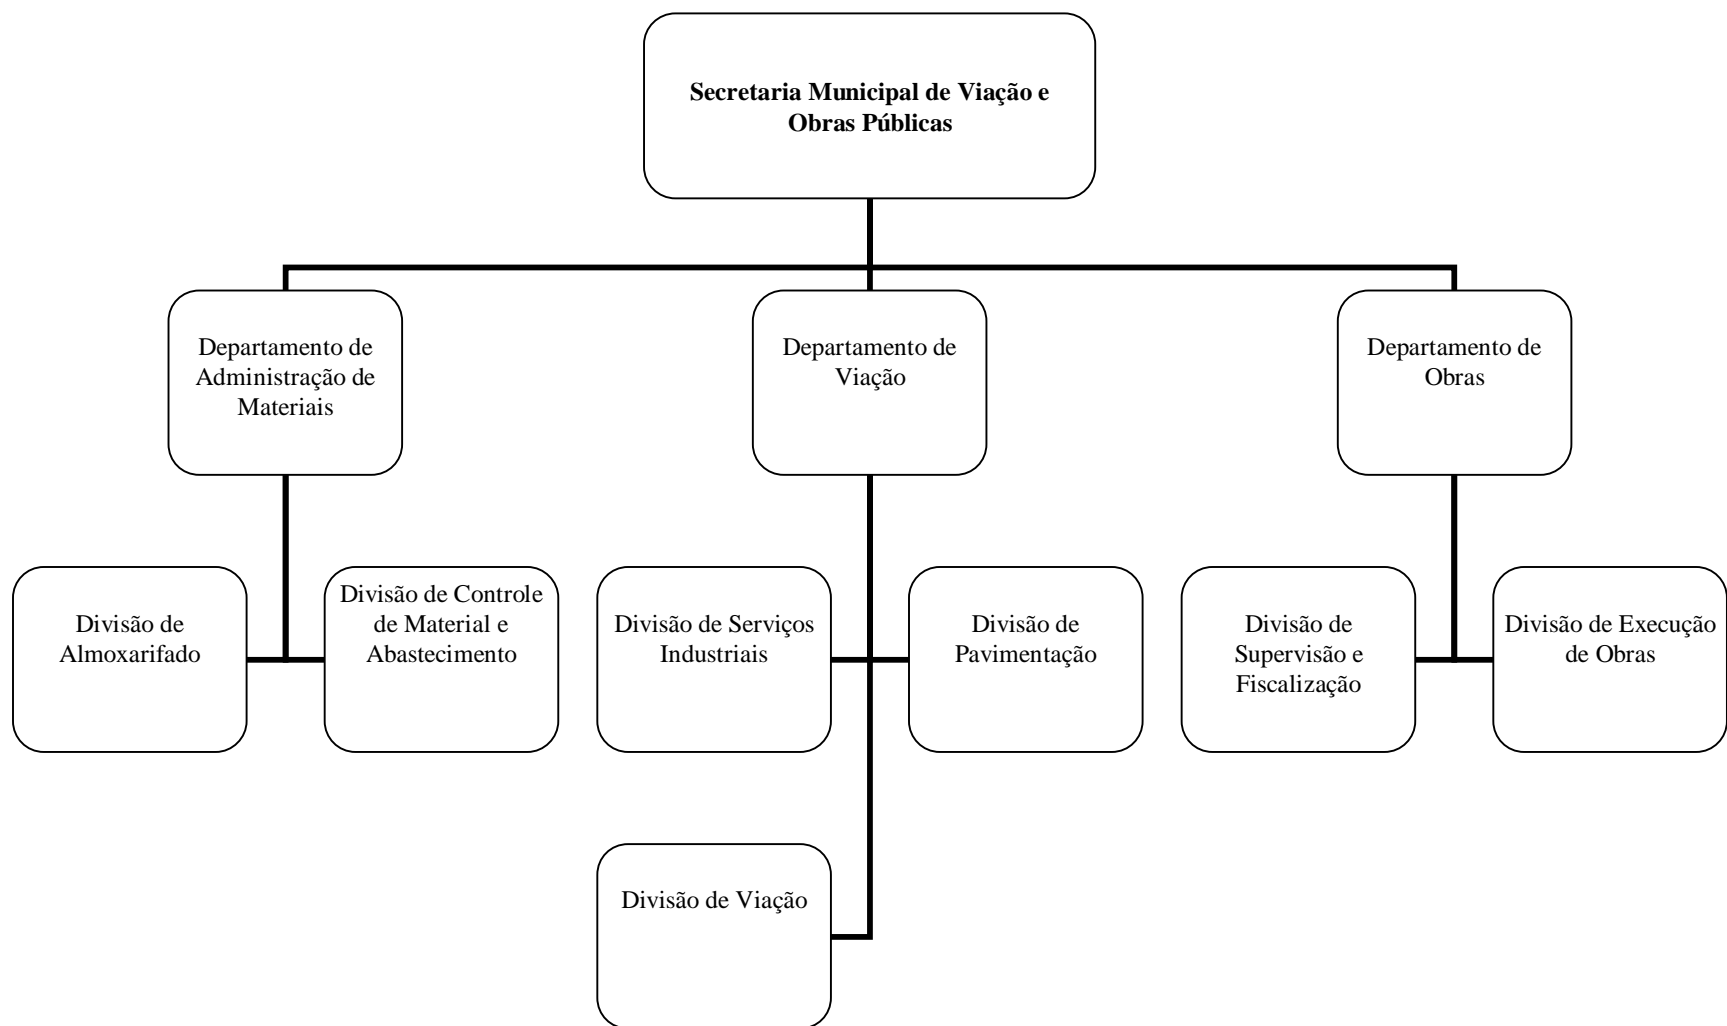 Secretaria Municipal de Viação e
Obras Públicas
Departamento de
Administração de
Materiais
Departamento de
Viação
Departamento de
Obras
Divisão de
Almoxarifado
Divisão de Controle
de Material e
Abastecimento
Divisão de Serviços
Industriais
Divisão de
Pavimentação
Divisão de
Supervisão e
Fiscalização
Divisão de Execução
de Obras
Divisão de Viação